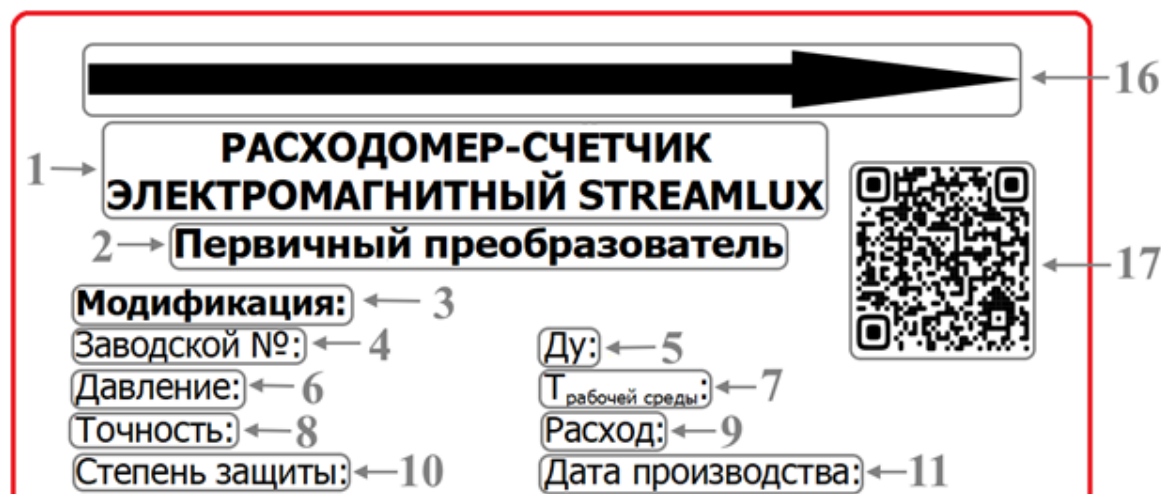 16
1 РАСХОДОМЕР-СЧЕТЧИК
ЭЛЕКТРОМАГНИТНЫЙ STREAMLUX
2 Первичный преобразователь
17
Модификация: 3
Заводской №: 4 Ду: 5
Давление: 6 Трабочей среды: 7
Точность: 8 Расход: 9
Степень защиты: 10 Дата производства: 11